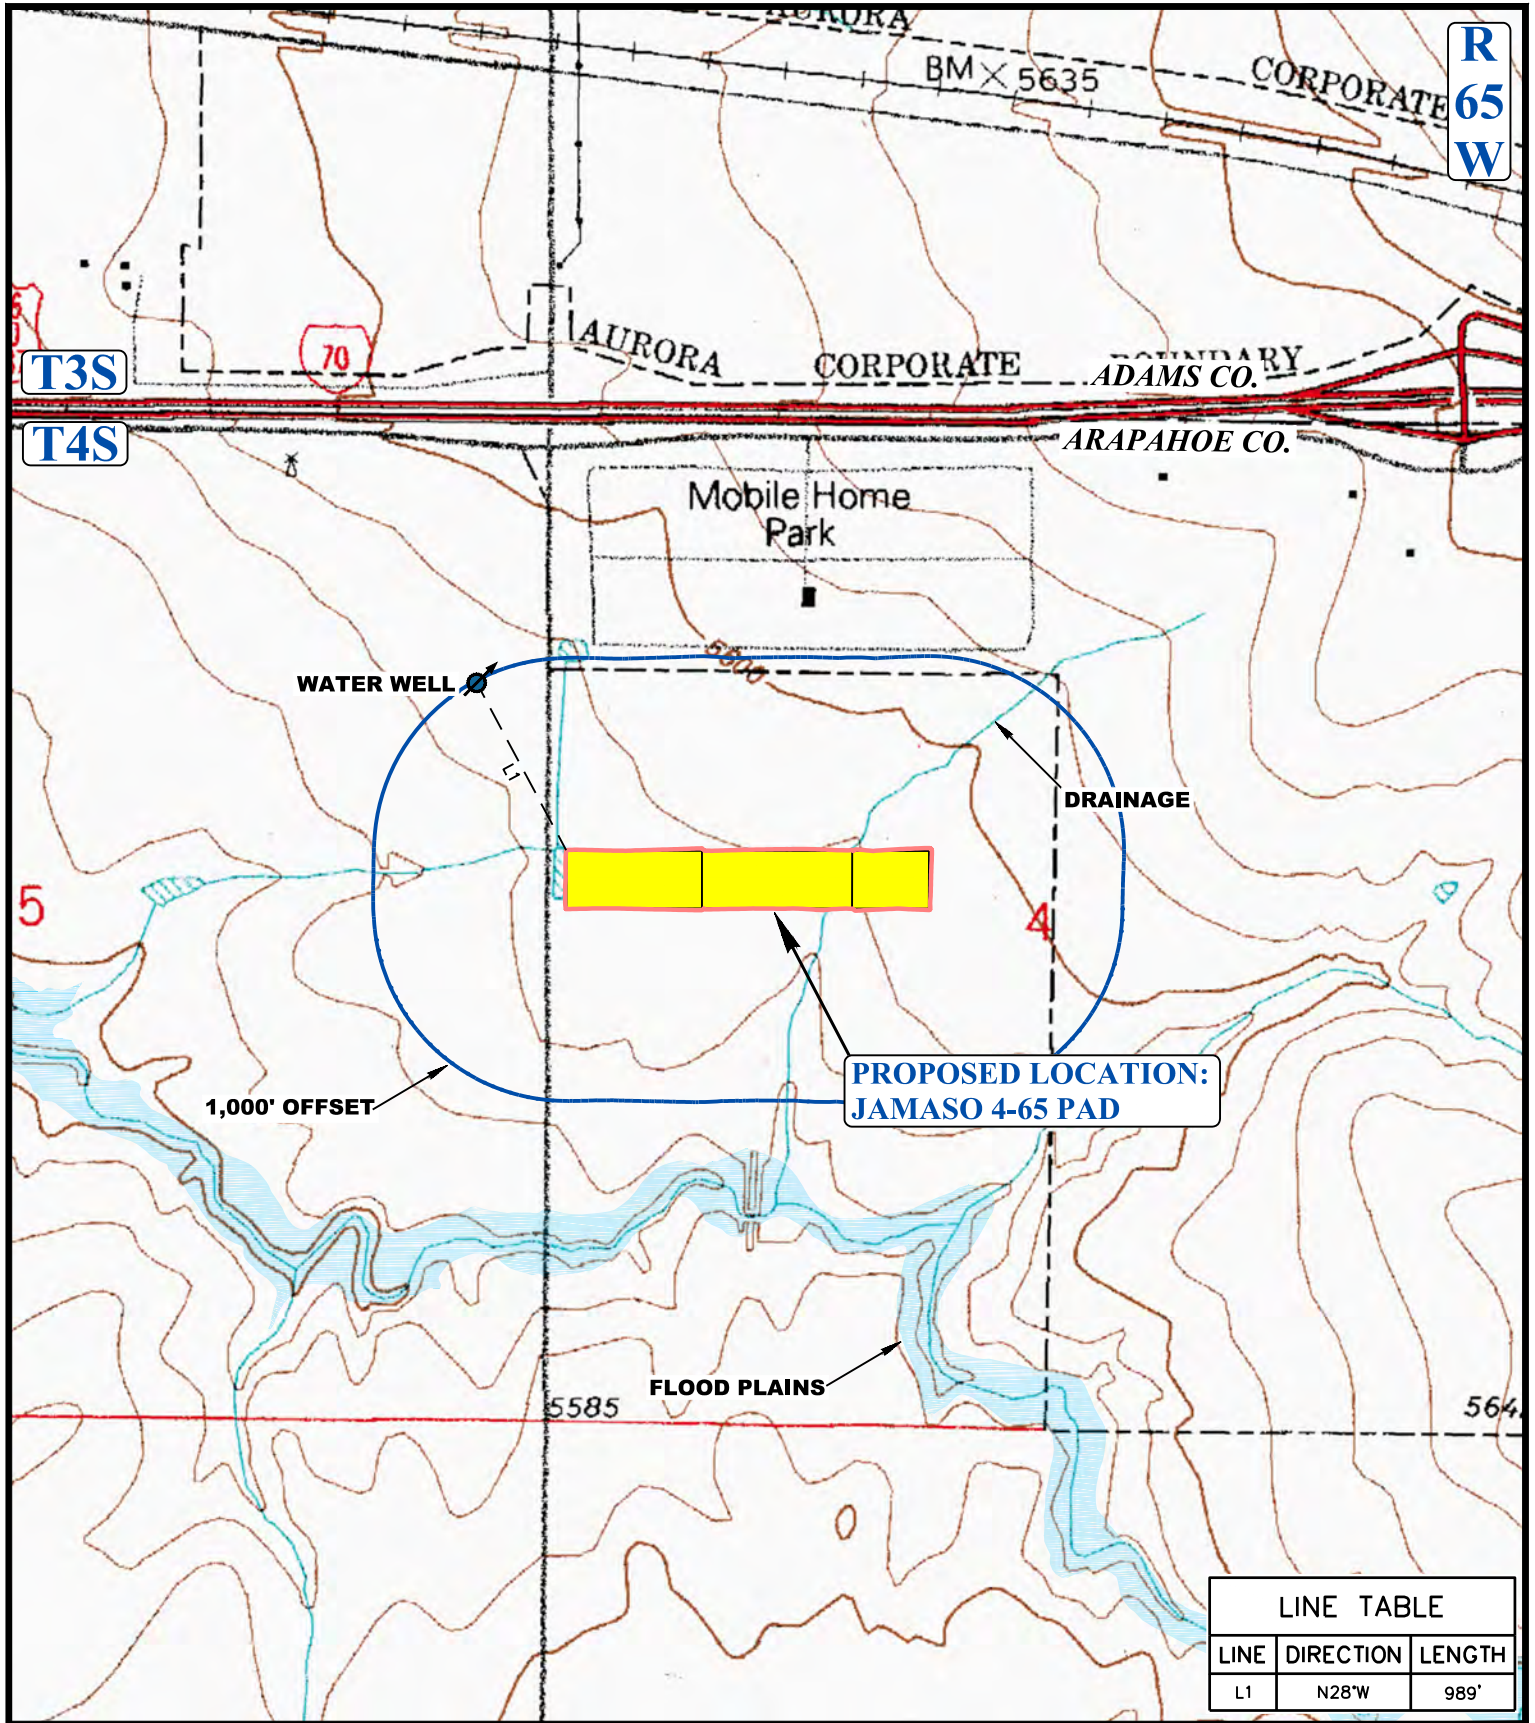 AURORA
R
65
W
BM × 5635
CORPORATE
70
T3S
AURORA CORPORATE BOUNDARY
ADAMS CO.
T4S
ARAPAHOE CO.
Mobile Home
Park
5600
WATER WELL
L1
DRAINAGE
5
4
PROPOSED LOCATION:
JAMASO 4-65 PAD
1,000' OFFSET
FLOOD PLAINS
5585
564
LINE TABLE
LINE DIRECTION LENGTH
L1 N28°W 989'